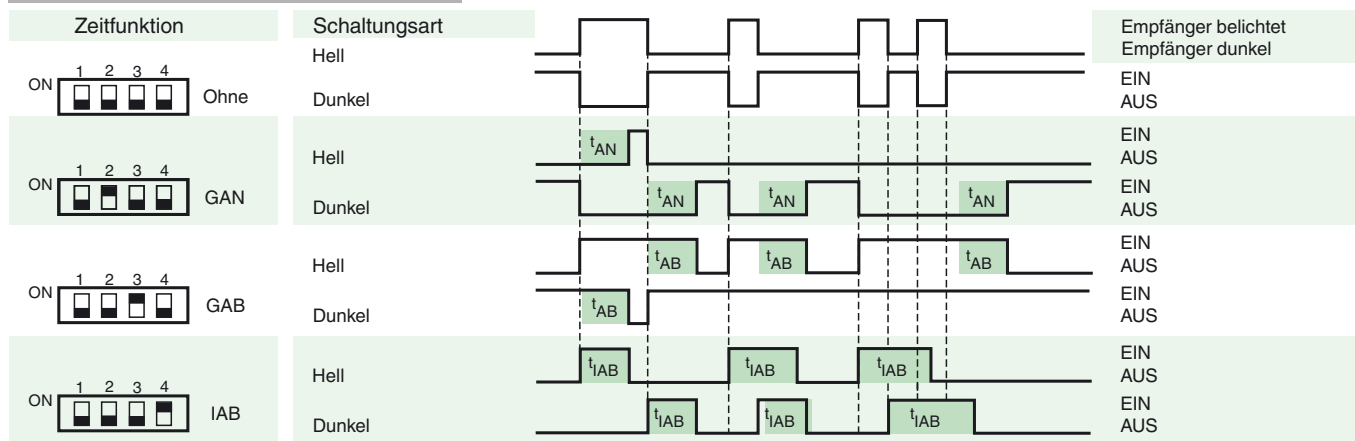 Zeitfunktion Schaltungsart Empfänger belichtet
Hell Empfänger dunkel
1 2 3 4
ON Ohne Dunkel EIN
AUS
Hell tAN EIN
AUS
1 2 3 4
ON GAN Dunkel tAN tAN tAN EIN
AUS
Hell tAB tAB tAB EIN
AUS
1 2 3 4
ON GAB Dunkel tAB EIN
AUS
Hell tIAB tIAB tIAB EIN
AUS
1 2 3 4
ON IAB Dunkel tIAB tIAB tIAB EIN
AUS